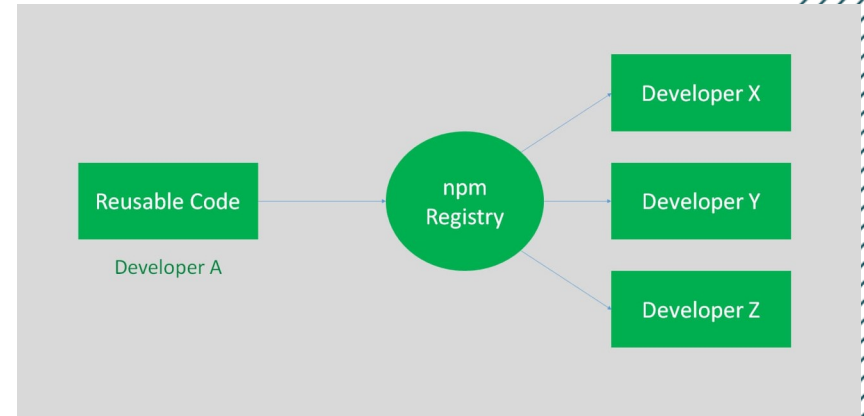 Reusable Code
Developer A
npm
Registry
Developer X
Developer Y
Developer Z